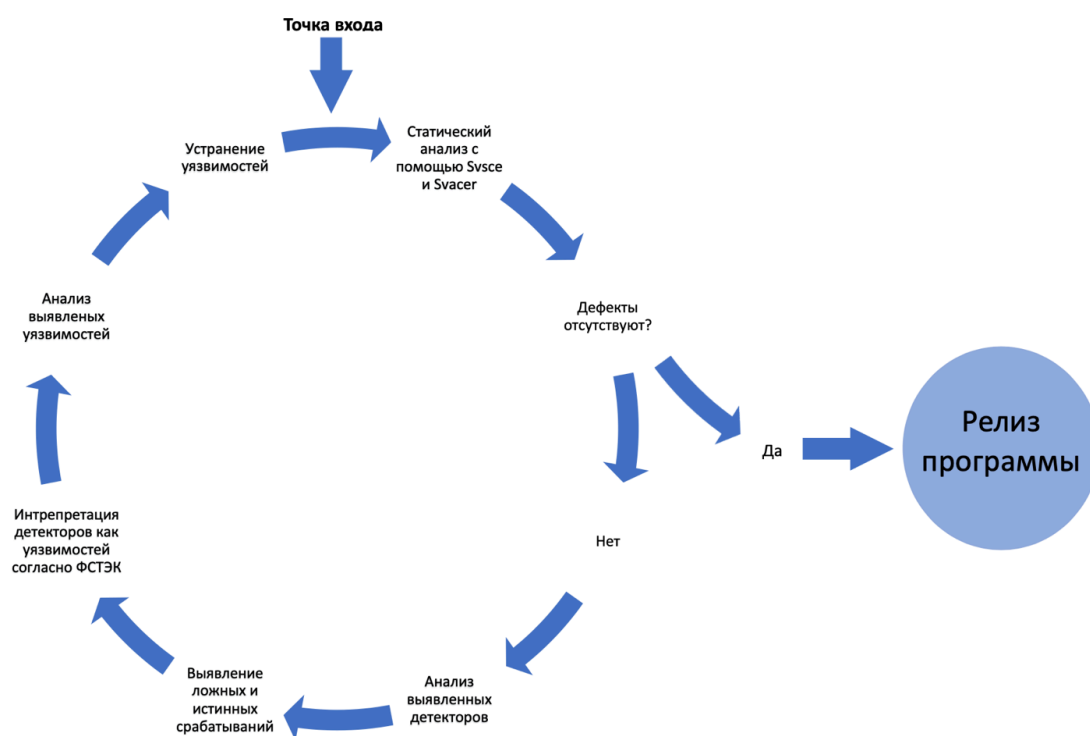 Точка входа
Устранение
уязвимостей
Статический
анализ с
помощью Svsce
и Svacer
Дефекты
отсутствуют?
Да
Релиз
программы
Нет
Анализ
выявленных
детекторов
Выявление
ложных и
истинных
срабатываний
Интрепретация
детекторов как
уязвимостей
согласно ФСТЭК
Анализ
выявленых
уязвимостей